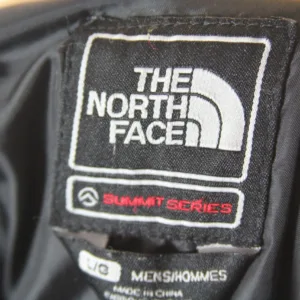 THE
NORTH
FACE
SUMMIT SERIES
L/G MENS/HOMMES
MADE IN CHINA